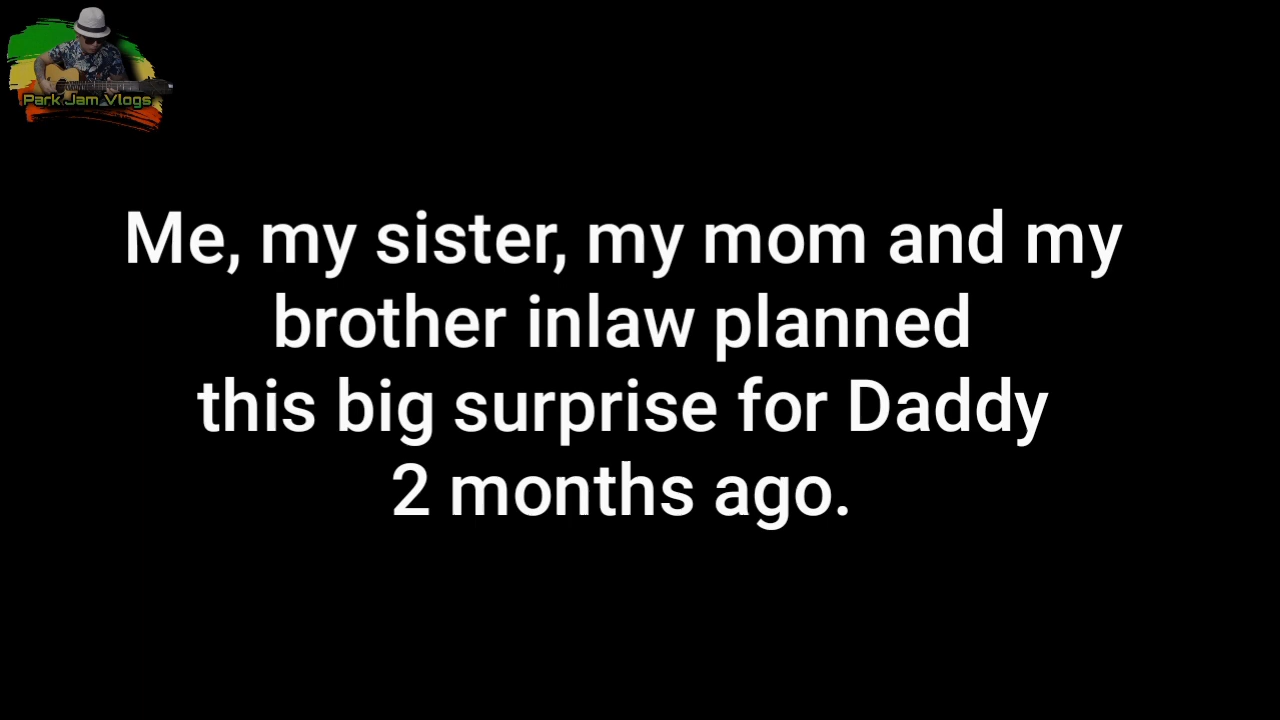 Park Jam Vlogs
Me, my sister, my mom and my
brother inlaw planned
this big surprise for Daddy
2 months ago.